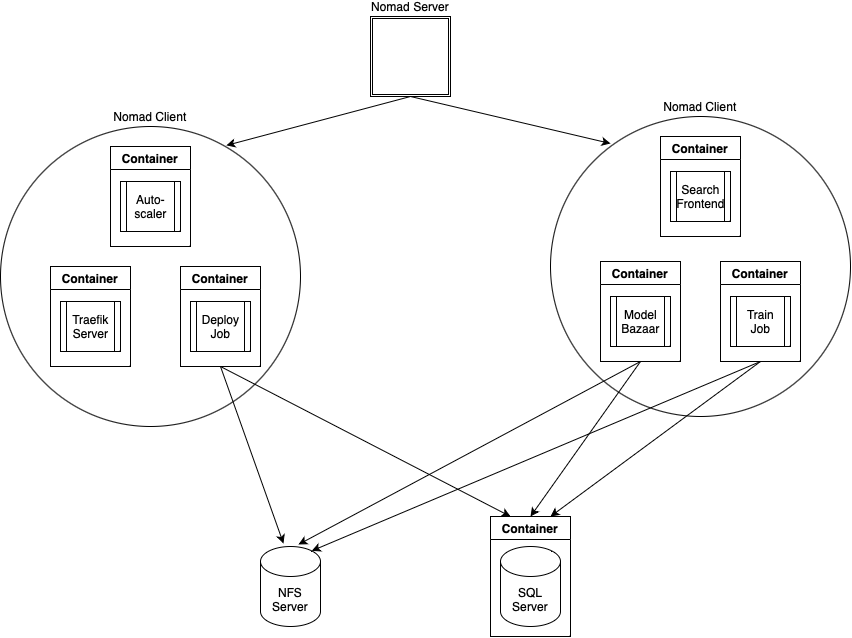 Nomad Server
Nomad Client
Nomad Client
Container
Auto-
scaler
Container
Search
Frontend
Container
Traefik
Server
Container
Deploy
Job
Container
Model
Bazaar
Container
Train
Job
NFS
Server
Container
SQL
Server